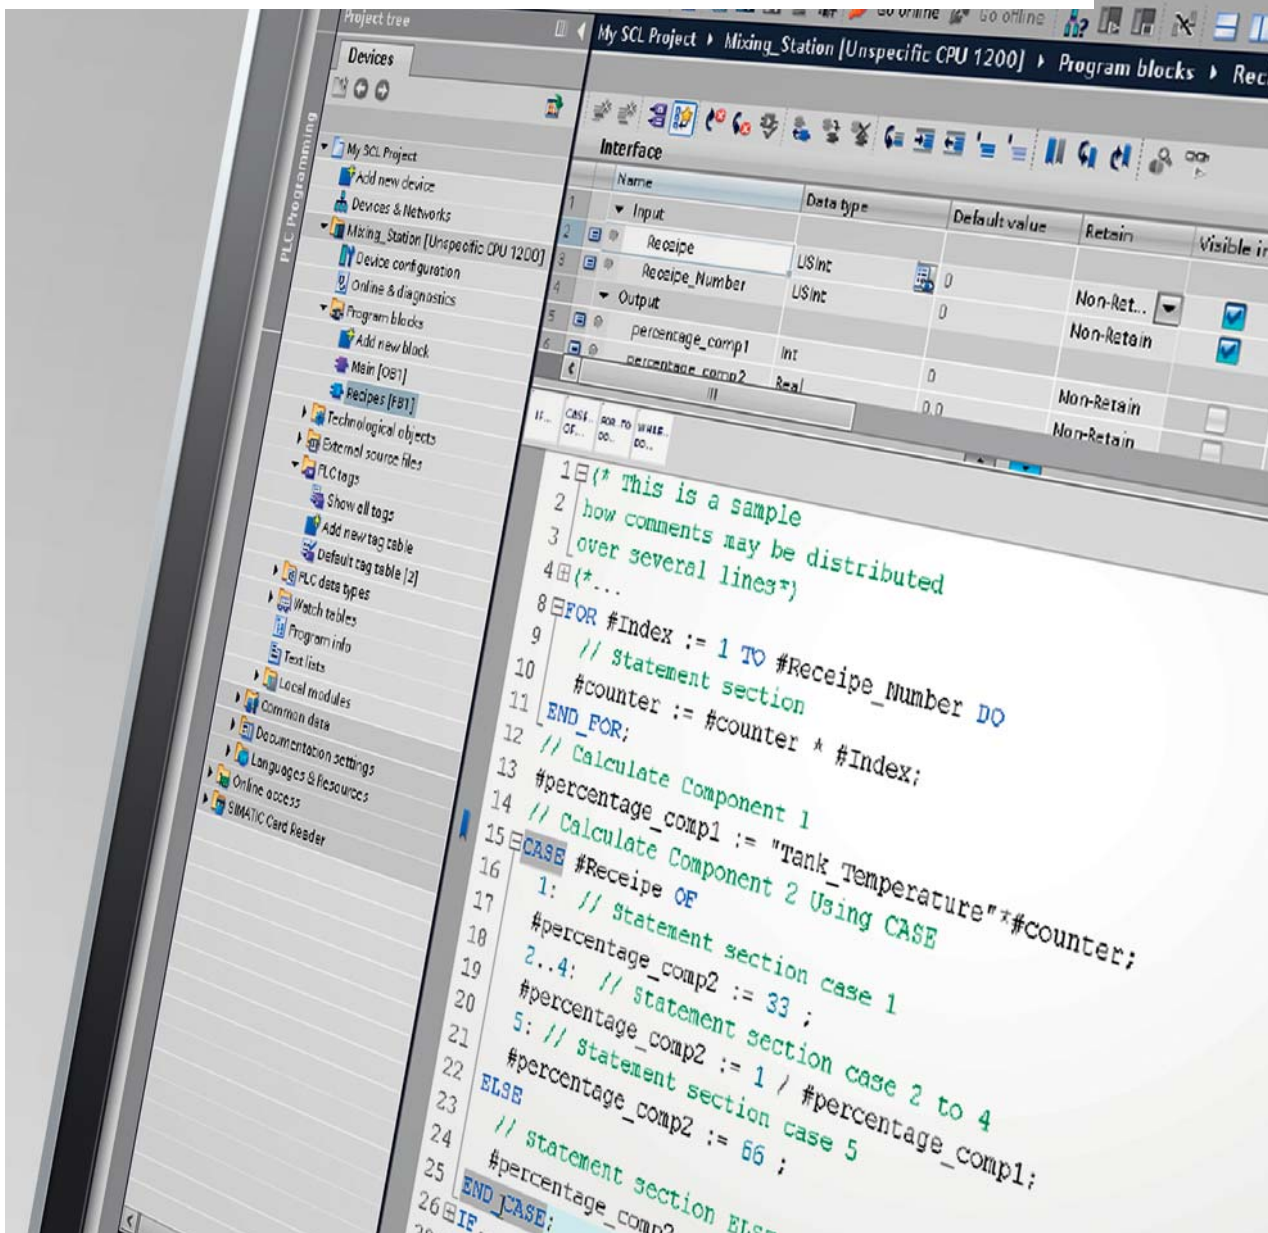 Go online Go offline
My SCL Project Mixing_Station [Unspecific CPU 1200] Program blocks Rec
Project tree
Devices
PLC Programming
My SCL Project
Add new device
Devices & Networks
Mixing_Station [Unspecific CPU 1200]
Device configuration
Online & diagnostics
Program blocks
Add new block
Main [OB1]
Recipes [FB1]
Technological objects
External source files
PLC tags
Show all tags
Add new tag table
Default tag table [2]
PLC data types
Watch tables
Program info
Text lists
Local modules
Common data
Documentation settings
Languages & Resources
Online access
SIMATIC Card Reader
Interface
Name Data type Default value Retain Visible in
1 Input
2 Receipe USInt 0 Non-Ret...
3 Receipe_Number USInt 0 Non-Retain
4 Output
5 percentage_comp1 Int 0 Non-Retain
6 percentage_comp2 Real 0.0 Non-Retain
IF... CASE... OF... FOR...TO DO... WHILE... DO...
1 (* This is a sample
2 how comments may be distributed
3 over several lines*)
4 (*...
8 FOR #Index := 1 TO #Receipe_Number DO
9 // Statement section
10 #counter := #counter * #Index;
11 END_FOR;
12 // Calculate Component 1
13 #percentage_comp1 := "Tank_Temperature"*#counter;
14 // Calculate Component 2 Using CASE
15 CASE #Receipe OF
16 1: // Statement section case 1
17 #percentage_comp2 := 33 ;
18 2..4: // Statement section case 2 to 4
19 #percentage_comp2 := 1 / #percentage_comp1;
20 5: // Statement section case 5
21 #percentage_comp2 := 66 ;
22 ELSE
23 // Statement section ELSE
24 #percentage_comp2
25 END_CASE;
26 IF